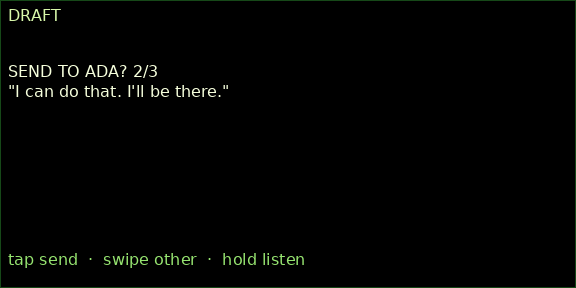 DRAFT
SEND TO ADA? 2/3
"I can do that. I'll be there."
tap send · swipe other · hold listen